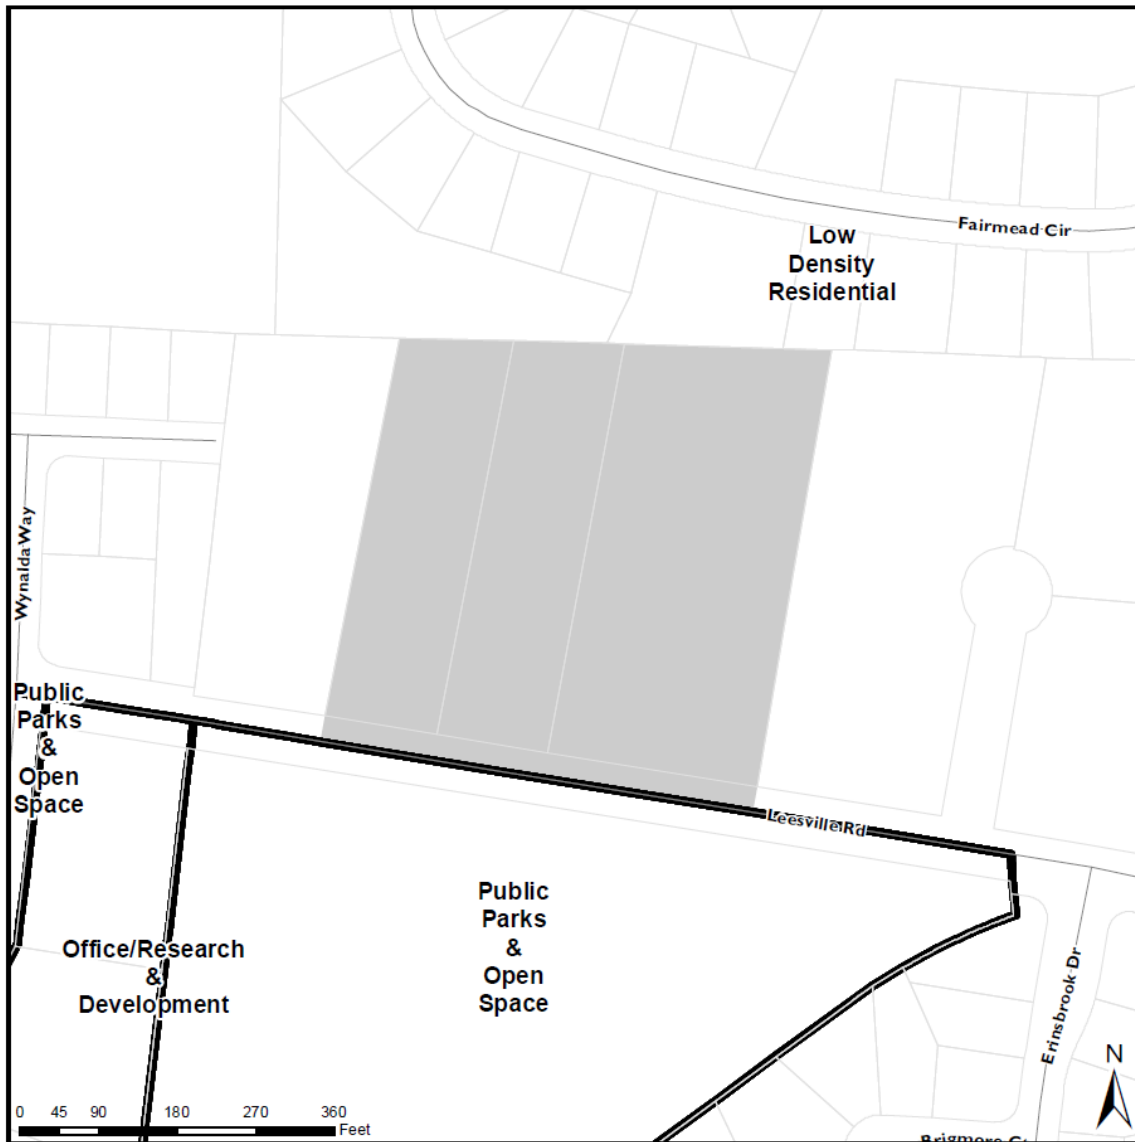 Fairmead Cir
Low
Density
Residential
Wynalda Way
Public
Parks
&
Open
Space
Leesville Rd
Public
Parks
&
Open
Space
Office/Research
&
Development
Erinsbrook Dr
N
0 45 90 180 270 360
Feet